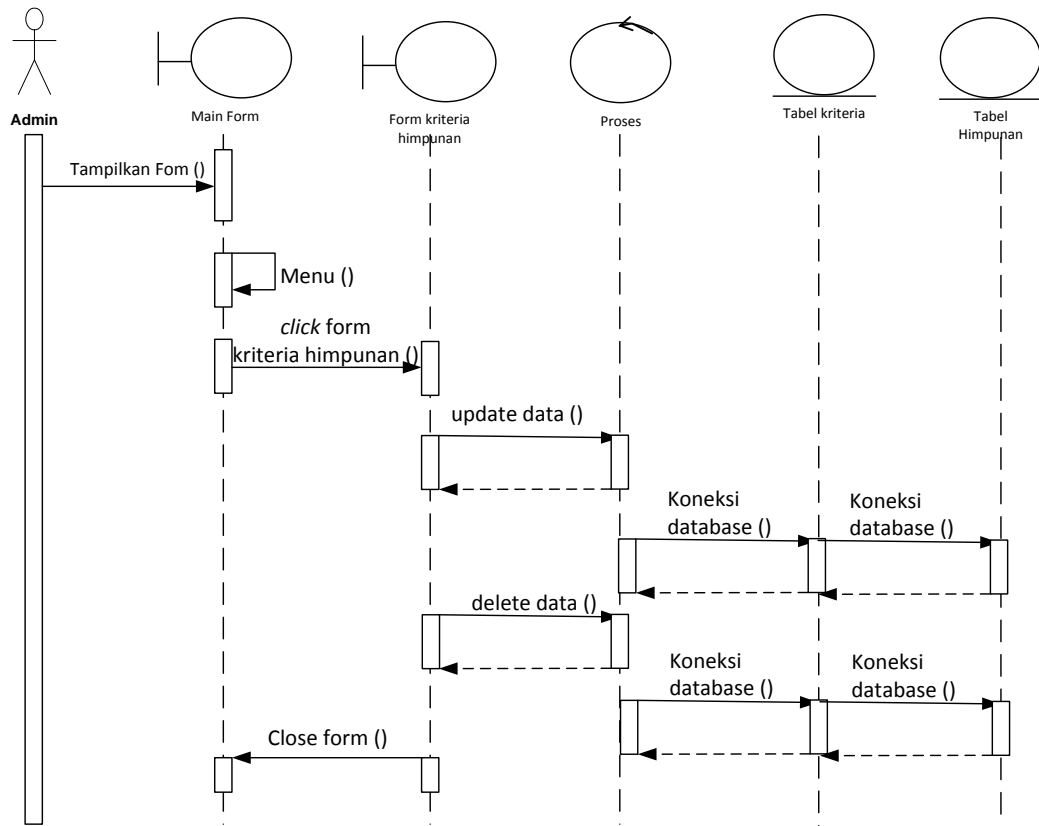 Admin
Main Form
Form kriteria
himpunan
Proses
Tabel kriteria
Tabel
Himpunan
Tampilkan Fom ()
Menu ()
click form
kriteria himpunan ()
update data ()
Koneksi
database ()
Koneksi
database ()
delete data ()
Koneksi
database ()
Koneksi
database ()
Close form ()